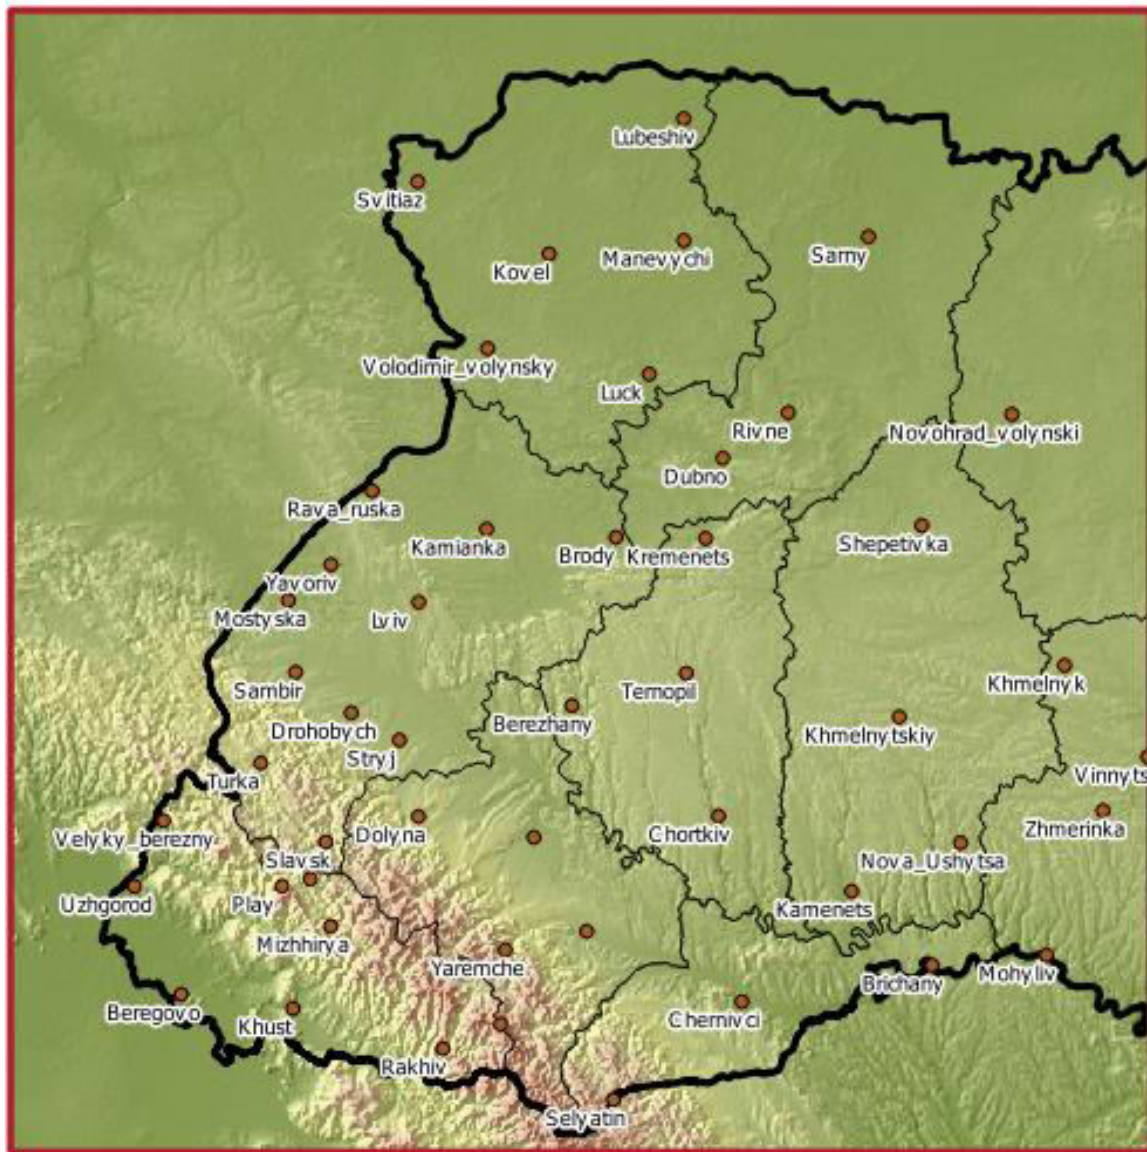 Lubeshiv
Svitiaz
Kovel
Manevychi
Sarny
Volodimir_volynsky
Luck
Rivne
Novohrad_volynski
Dubno
Rava_ruska
Kamianka
Brody
Kremenets
Shepetivka
Yavoriv
Mostyska
Lviv
Sambir
Ternopil
Khmelnyk
Drohobych
Berezhany
Khmelnytskiy
Stryj
Turka
Vinnyts
Velyky_berezny
Dolyna
Chortkiv
Zhmerinka
Slavsk
Nova_Ushytsa
Uzhgorod
Play
Kamenets
Mizhhirya
Yaremche
Brichany
Mohyliv
Beregovo
Khust
Chernivci
Rakhiv
Selyatin